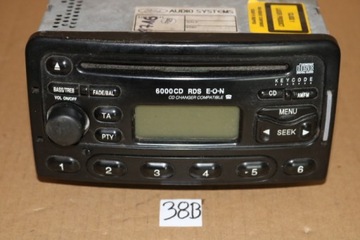 AUDIO SYSTEMS
BASS/TREB
FADE/BAL
6000CD RDS E·O·N
CD CHANGER COMPATIBLE
KEYCODE
VOL ON/OFF
TA
PTY
CD
AM/FM
MENU
SEEK
1 2 3 4 5 6
38B